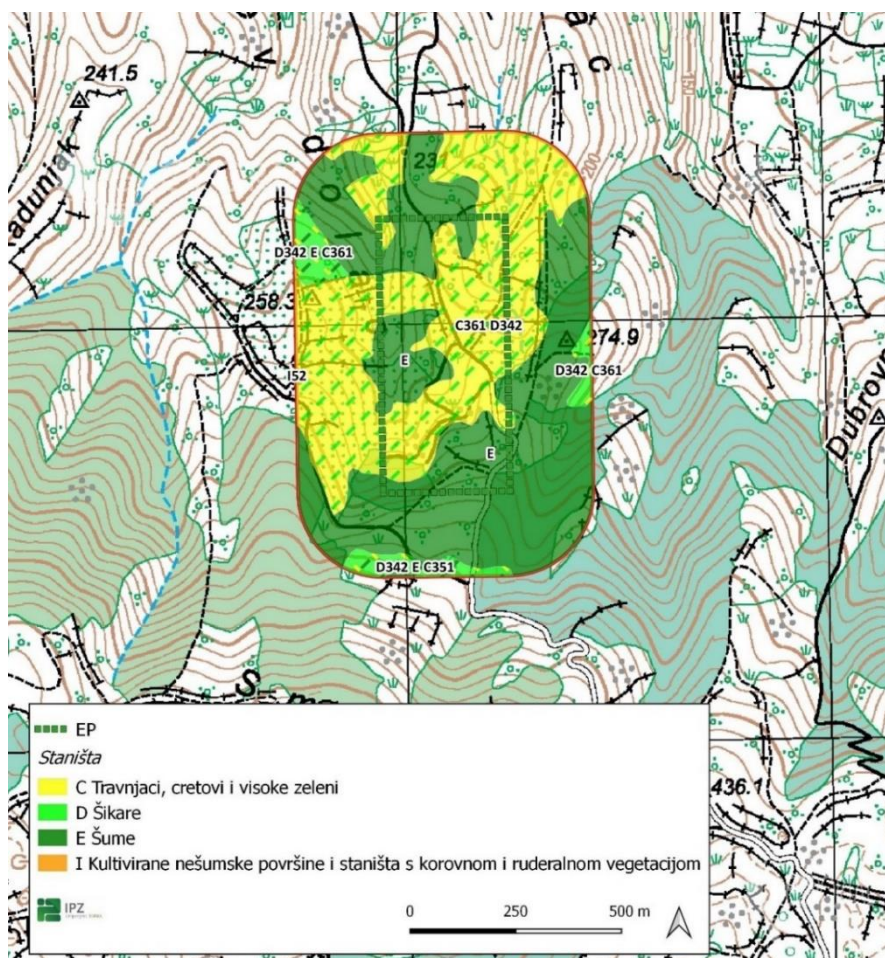 241.5
adunjak
23
200
150
D342 E C361
258.3
C361 D342
274.9
E
D342 C361
I52
Dubrov
E
D342 E C351
S
436.1
EP
Staništa
C Travnjaci, cretovi i visoke zeleni
D Šikare
E Šume
I Kultivirane nešumske površine i staništa s korovnom i ruderalnom vegetacijom
IPZ
0 250 500 m